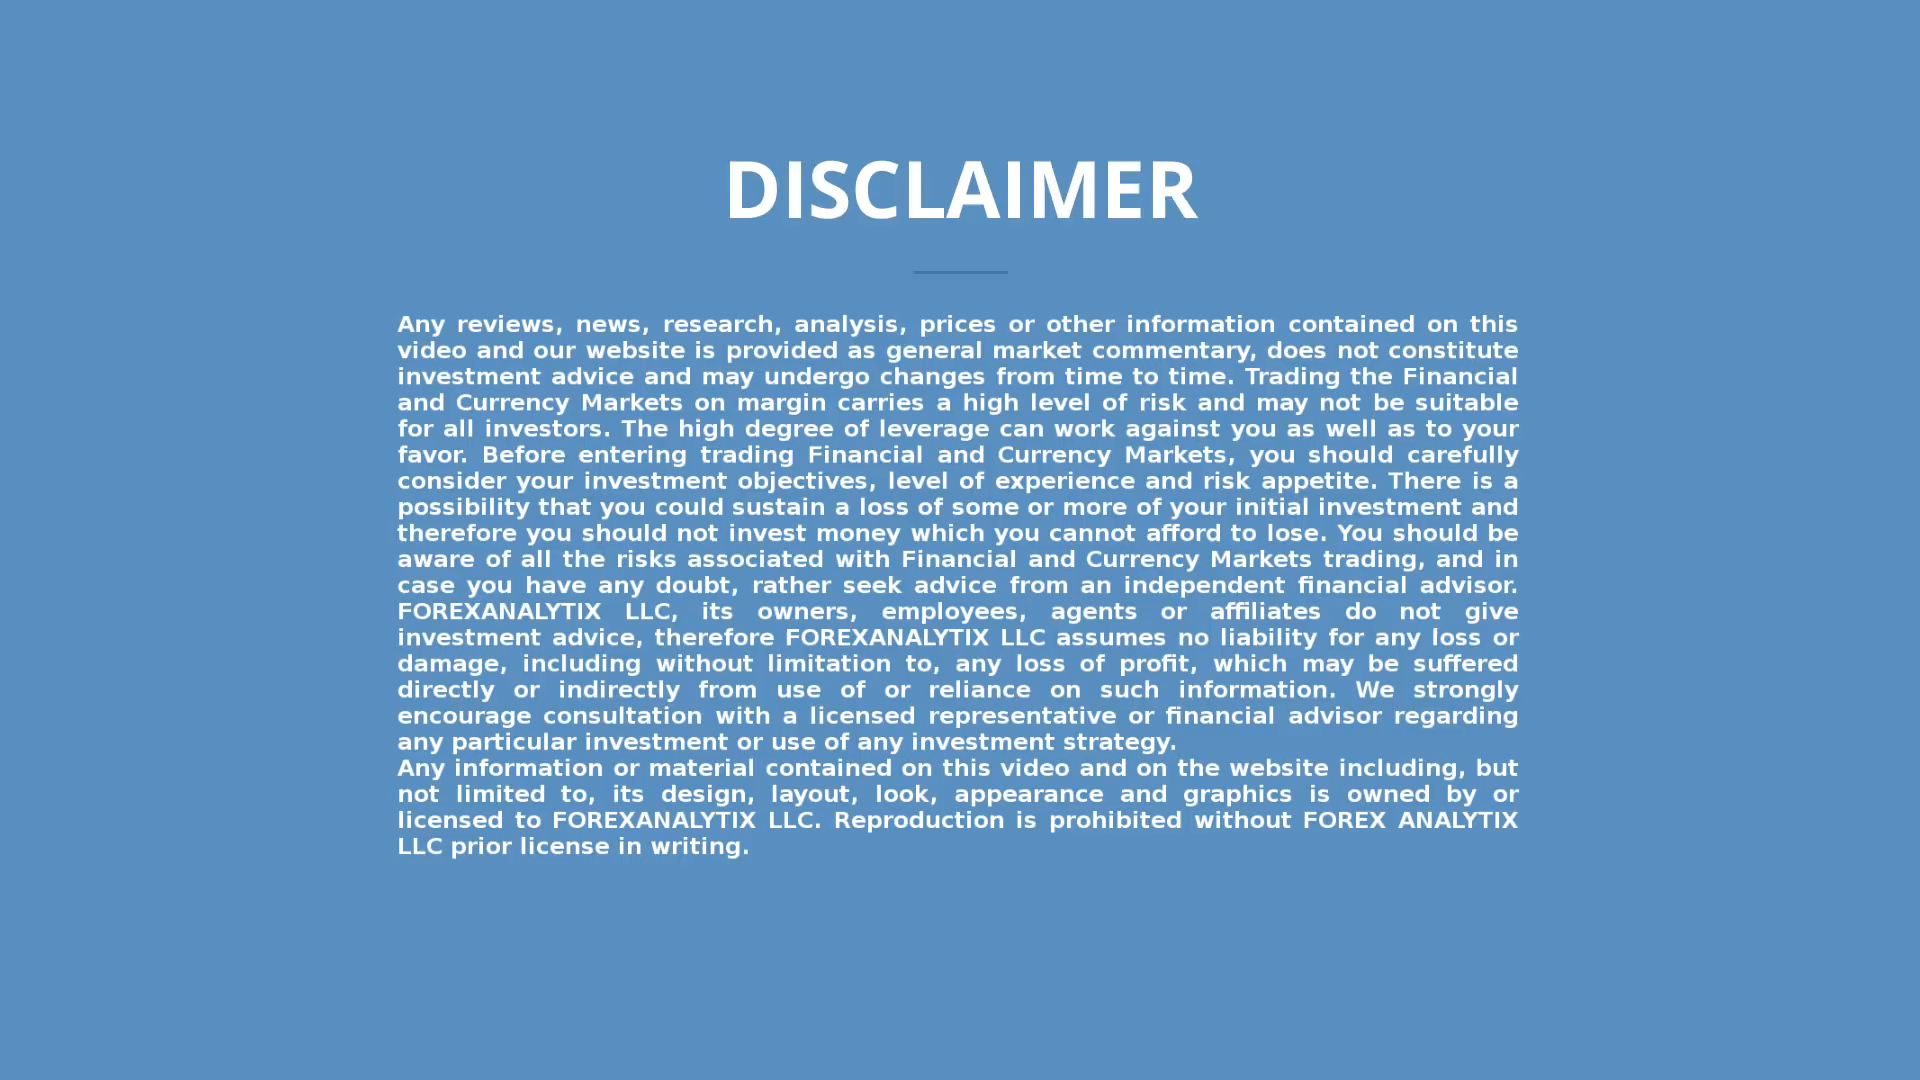 DISCLAIMER
Any reviews, news, research, analysis, prices or other information contained on this
video and our website is provided as general market commentary, does not constitute
investment advice and may undergo changes from time to time. Trading the Financial
and Currency Markets on margin carries a high level of risk and may not be suitable
for all investors. The high degree of leverage can work against you as well as to your
favor. Before entering trading Financial and Currency Markets, you should carefully
consider your investment objectives, level of experience and risk appetite. There is a
possibility that you could sustain a loss of some or more of your initial investment and
therefore you should not invest money which you cannot afford to lose. You should be
aware of all the risks associated with Financial and Currency Markets trading, and in
case you have any doubt, rather seek advice from an independent financial advisor.
FOREXANALYTIX LLC, its owners, employees, agents or affiliates do not give
investment advice, therefore FOREXANALYTIX LLC assumes no liability for any loss or
damage, including without limitation to, any loss of profit, which may be suffered
directly or indirectly from use of or reliance on such information. We strongly
encourage consultation with a licensed representative or financial advisor regarding
any particular investment or use of any investment strategy.
Any information or material contained on this video and on the website including, but
not limited to, its design, layout, look, appearance and graphics is owned by or
licensed to FOREXANALYTIX LLC. Reproduction is prohibited without FOREX ANALYTIX
LLC prior license in writing.